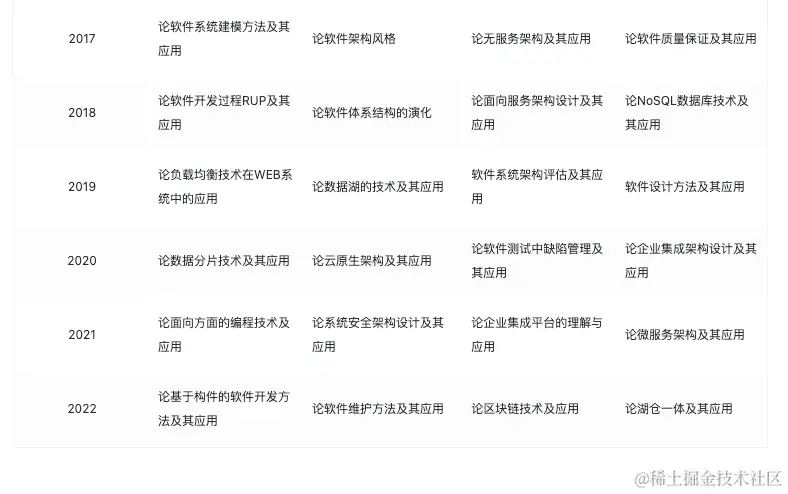 2017
论软件系统建模方法及其
应用
论软件架构风格
论无服务架构及其应用
论软件质量保证及其应用
2018
论软件开发过程RUP及其
应用
论软件体系结构的演化
论面向服务架构设计及其
应用
论NoSQL数据库技术及
其应用
2019
论负载均衡技术在WEB系
统中的应用
论数据湖的技术及其应用
软件系统架构评估及其应
用
软件设计方法及其应用
2020
论数据分片技术及其应用
论云原生架构及其应用
论软件测试中缺陷管理及
其应用
论企业集成架构设计及其
应用
2021
论面向方面的编程技术及
应用
论系统安全架构设计及其
应用
论企业集成平台的理解与
应用
论微服务架构及其应用
2022
论基于构件的软件开发方
法及其应用
论软件维护方法及其应用
论区块链技术及应用
论湖仓一体及其应用
@稀土掘金技术社区